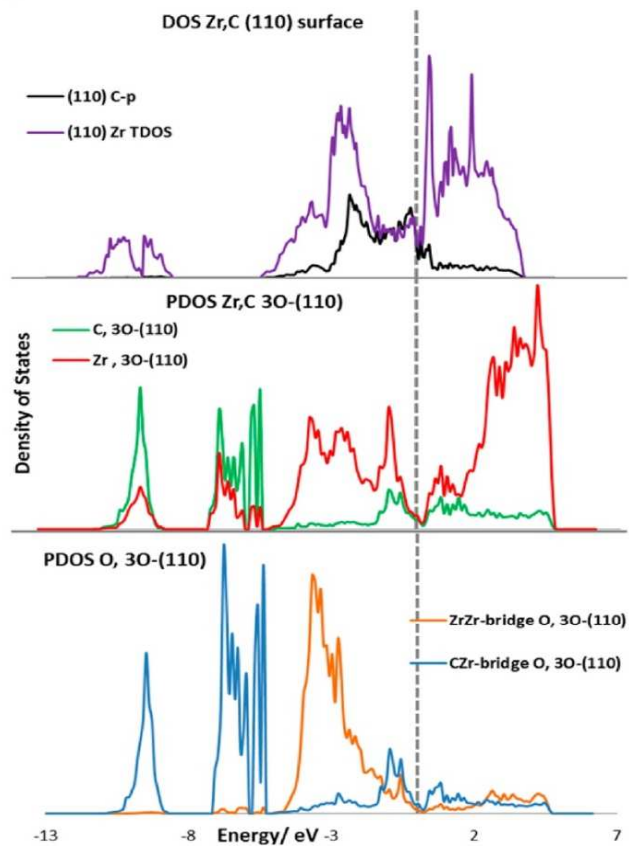 DOS Zr,C (110) surface
(110) C-p
(110) Zr TDOS
PDOS Zr,C 3O-(110)
C, 3O-(110)
Zr , 3O-(110)
Density of States
PDOS O, 3O-(110)
ZrZr-bridge O, 3O-(110)
CZr-bridge O, 3O-(110)
-13 -8 Energy/ eV -3 2 7